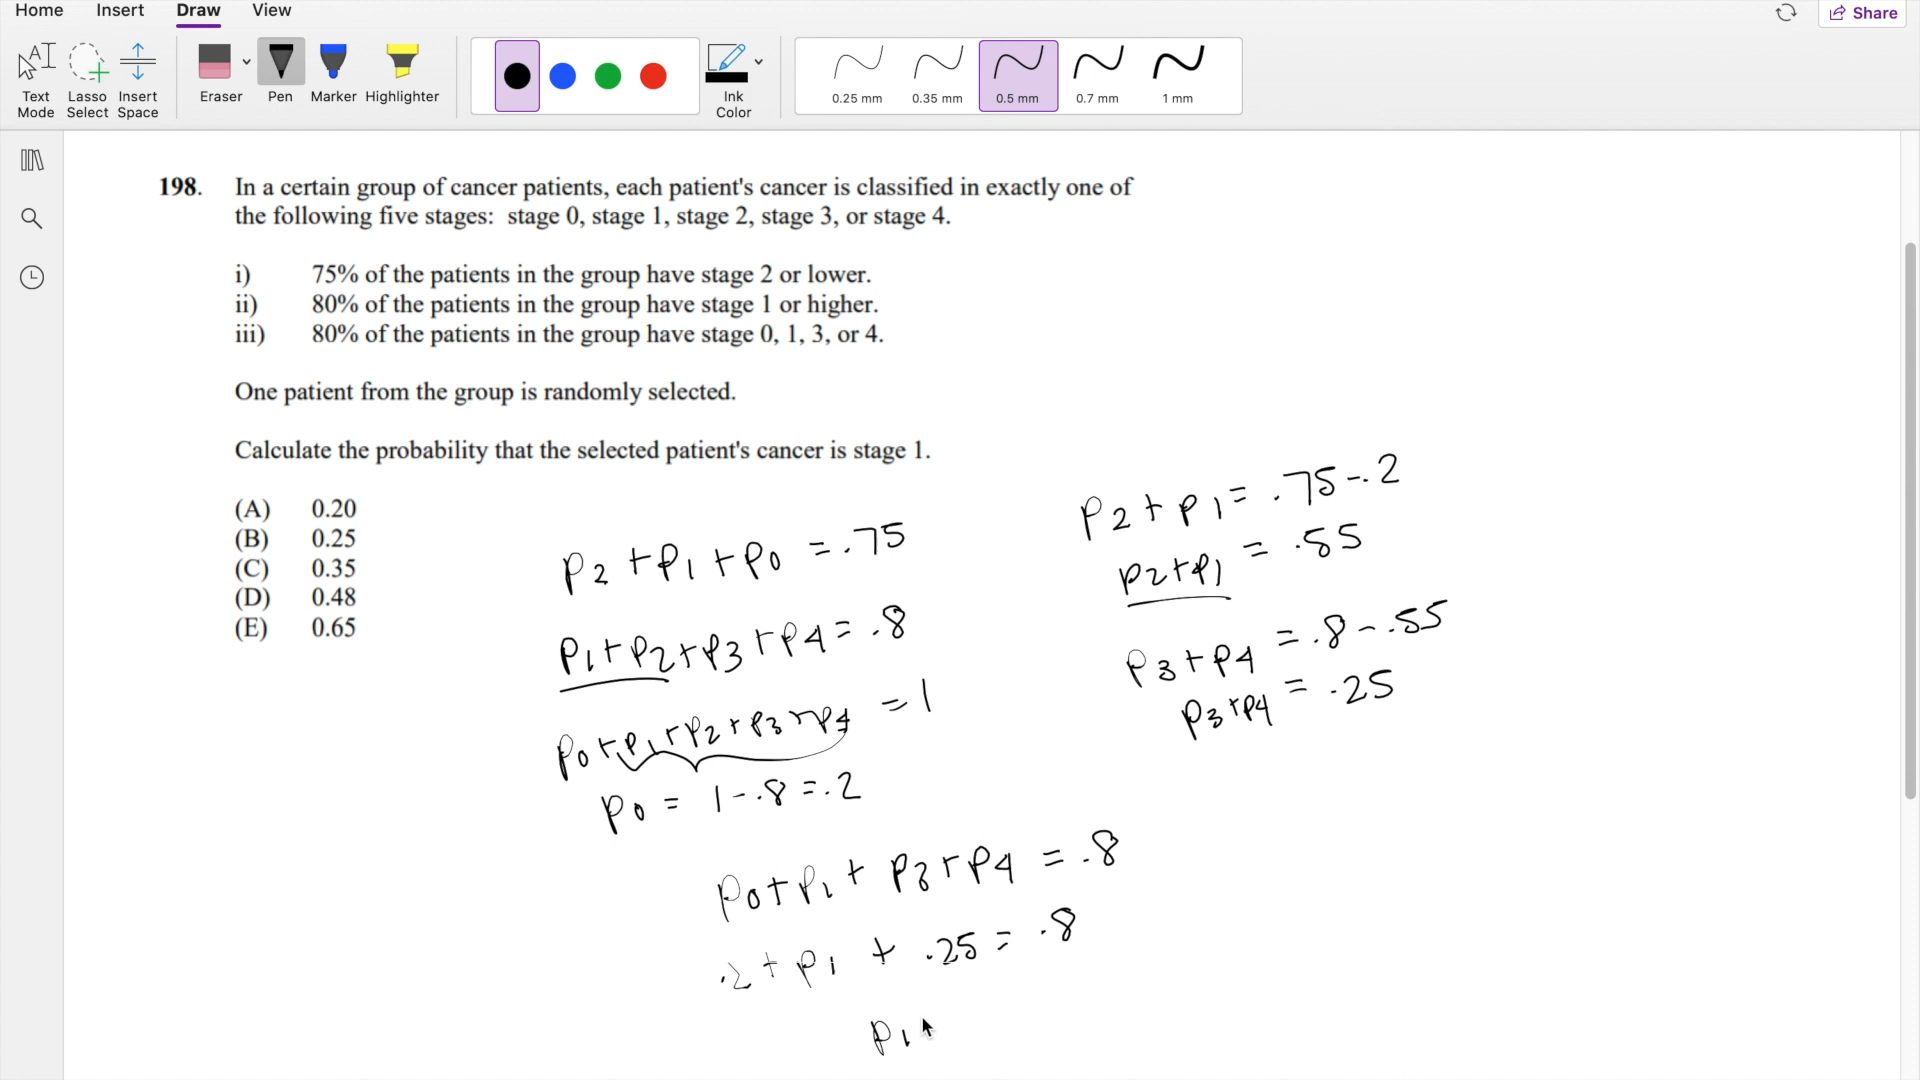 Home Insert Draw View
Share
Text Mode
Lasso Select
Insert Space
Eraser
Pen
Marker
Highlighter
Ink Color
0.25 mm
0.35 mm
0.5 mm
0.7 mm
1 mm
198. In a certain group of cancer patients, each patient's cancer is classified in exactly one of
the following five stages: stage 0, stage 1, stage 2, stage 3, or stage 4.
i) 75% of the patients in the group have stage 2 or lower.
ii) 80% of the patients in the group have stage 1 or higher.
iii) 80% of the patients in the group have stage 0, 1, 3, or 4.
One patient from the group is randomly selected.
Calculate the probability that the selected patient's cancer is stage 1.
(A) 0.20
(B) 0.25
(C) 0.35
(D) 0.48
(E) 0.65
P2 + P1 + P0 = .75
P1 + P2 + P3 + P4 = .8
P0 + P1 + P2 + P3 + P4 = 1
P0 = 1 - .8 = .2
P0 + P1 + P3 + P4 = .8
.2 + P1 + .25 = .8
P1
P2 + P1 = .75 - .2
P2 + P1 = .55
P3 + P4 = .8 - .55
P3 + P4 = .25